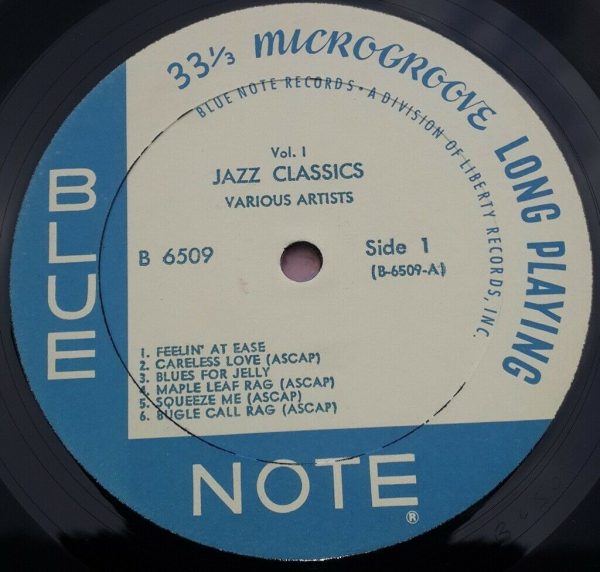 33⅓ MICROGROOVE LONG PLAYING
BLUE NOTE RECORDS • A DIVISION OF LIBERTY RECORDS, INC.
Vol. 1
JAZZ CLASSICS
VARIOUS ARTISTS
B 6509
Side 1
(B-6509-A)
1. FEELIN' AT EASE
2. CARELESS LOVE (ASCAP)
3. BLUES FOR JELLY
4. MAPLE LEAF RAG (ASCAP)
5. SQUEEZE ME (ASCAP)
6. BUGLE CALL RAG (ASCAP)
BLUE
NOTE®